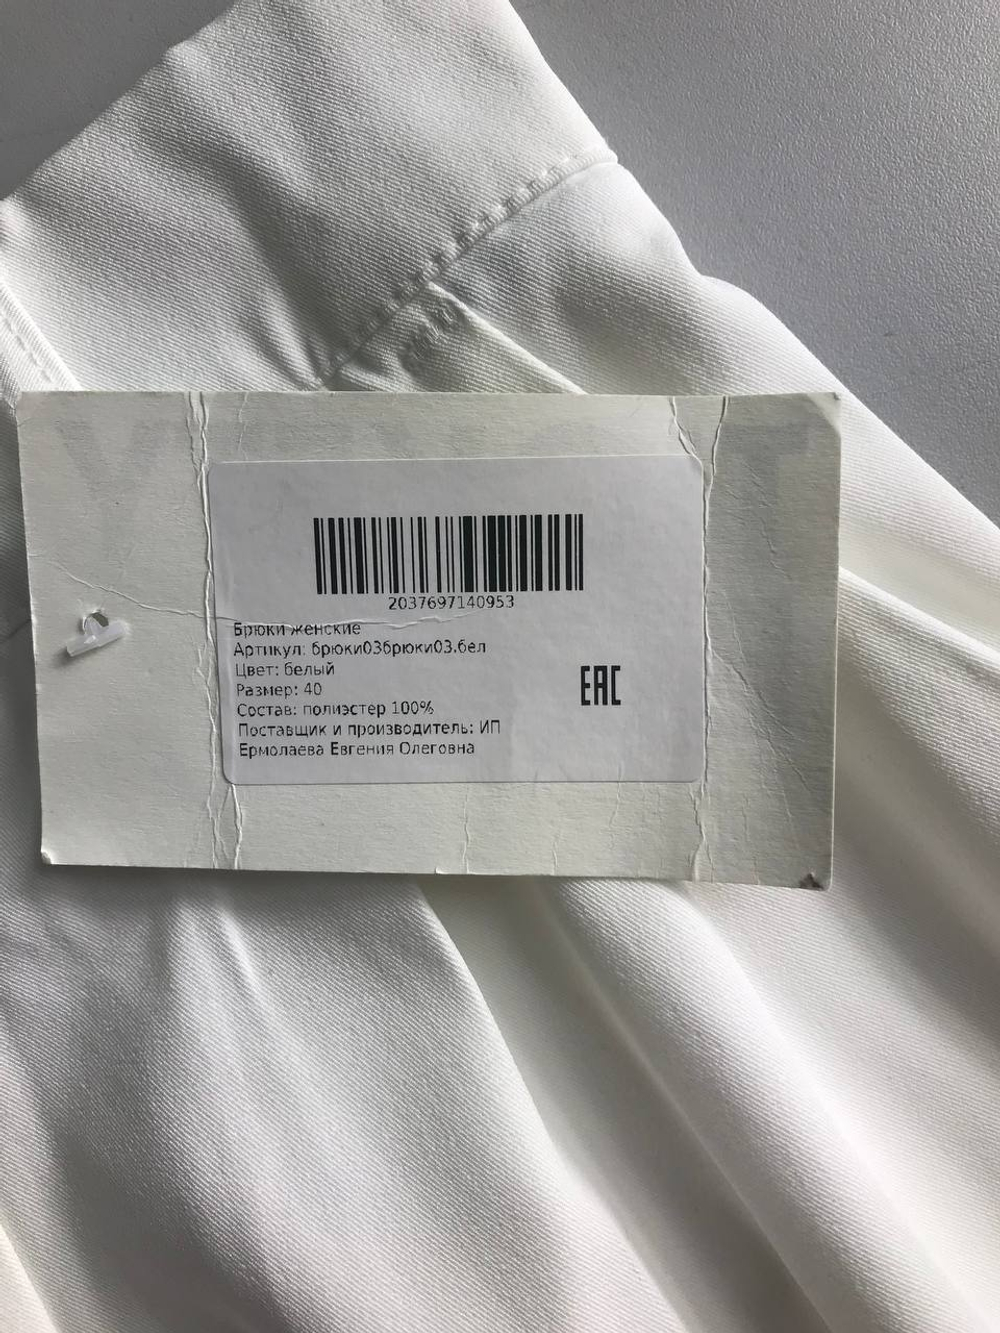 2037697140953
Брюки женские
Артикул: брюки03брюки03.бел
Цвет: белый
Размер: 40
Состав: полиэстер 100%
Поставщик и производитель: ИП
Ермолаева Евгения Олеговна
EAC